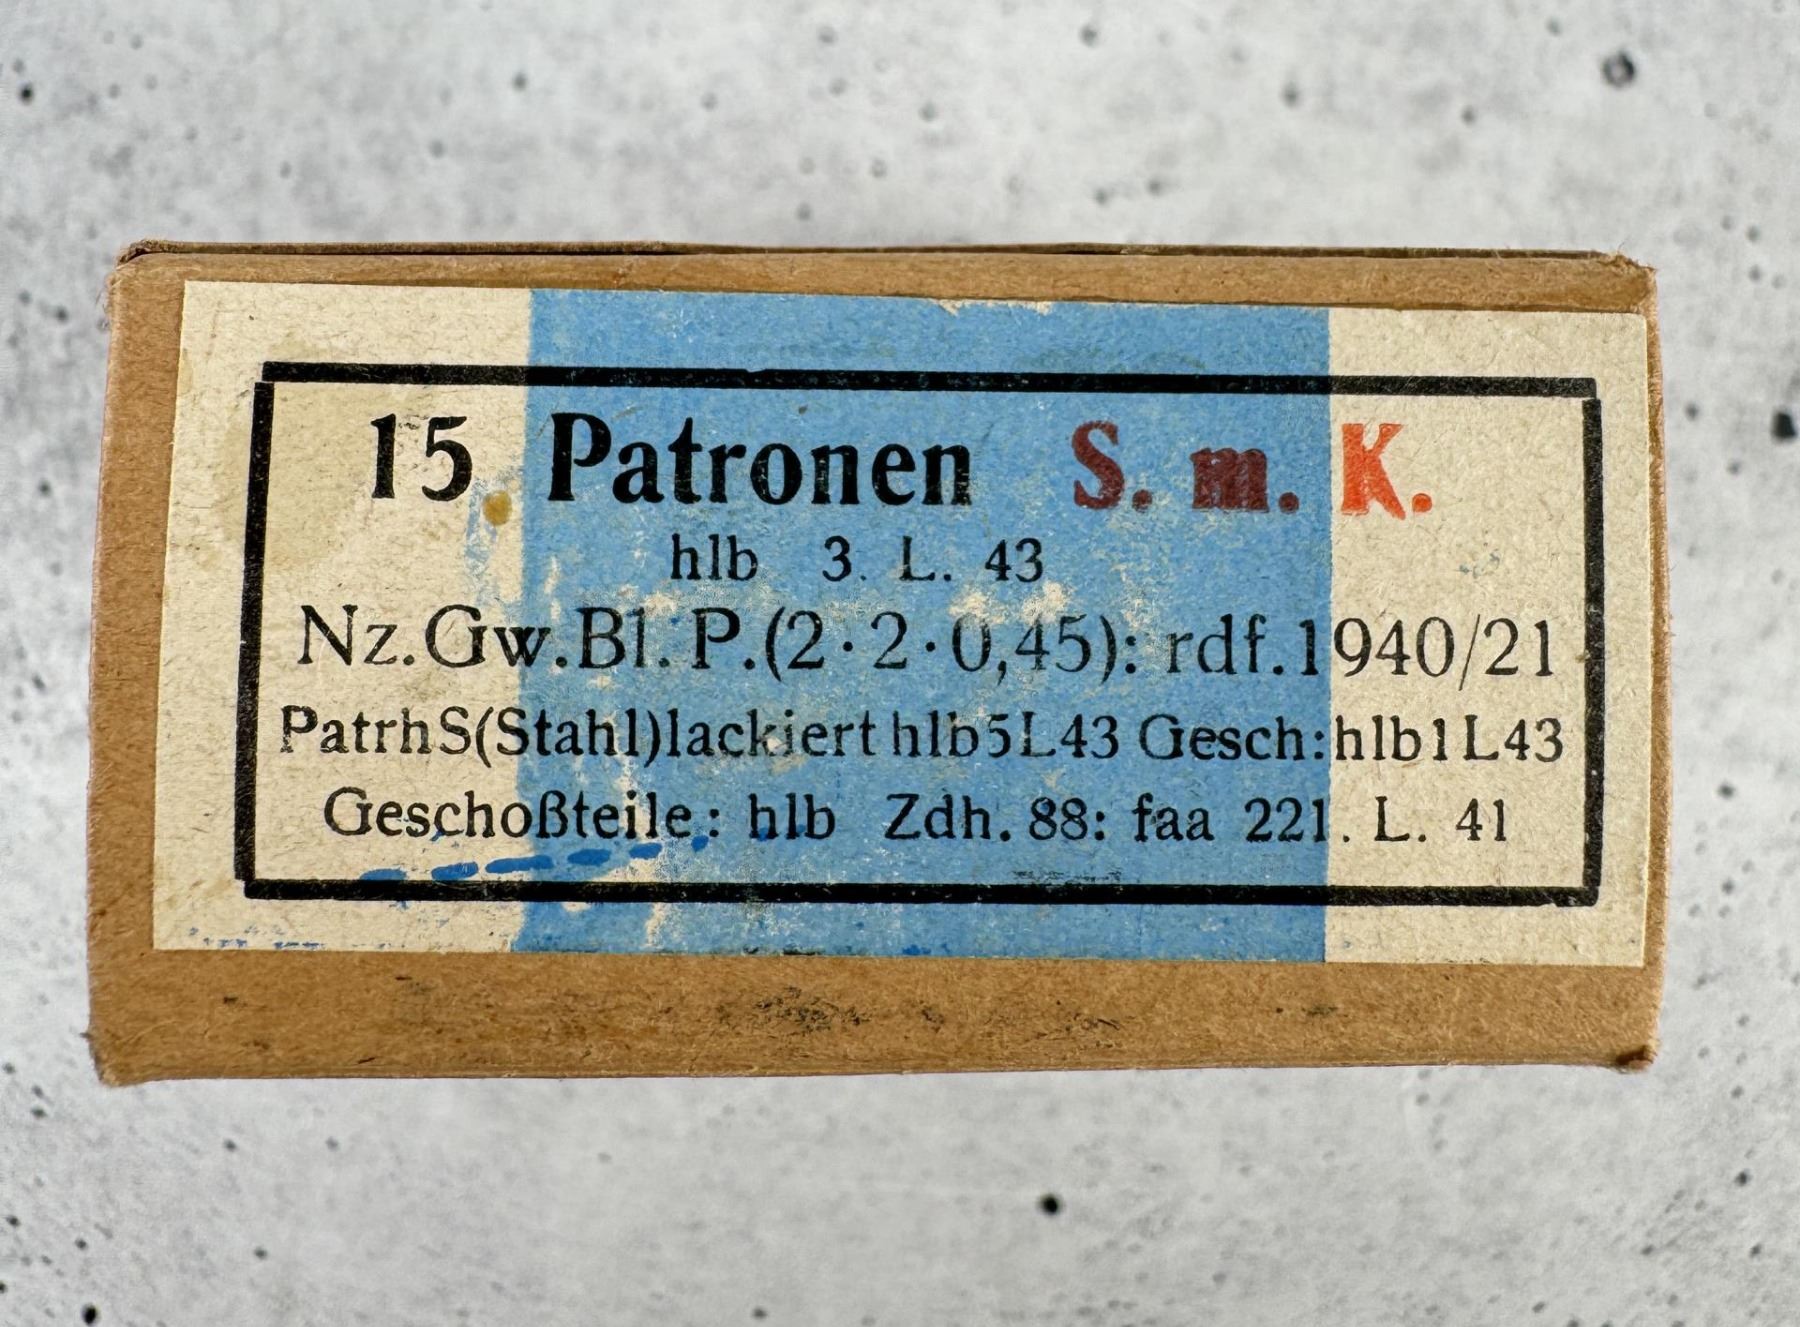 15 Patronen S. m. K.
hlb 3. L. 43
Nz.Gw.Bl. P.(2·2·0,45): rdf.1940/21
PatrhS(Stahl)lackiert hlb5L43 Gesch:hlb1L43
Geschoßteile: hlb Zdh. 88: faa 221. L. 41